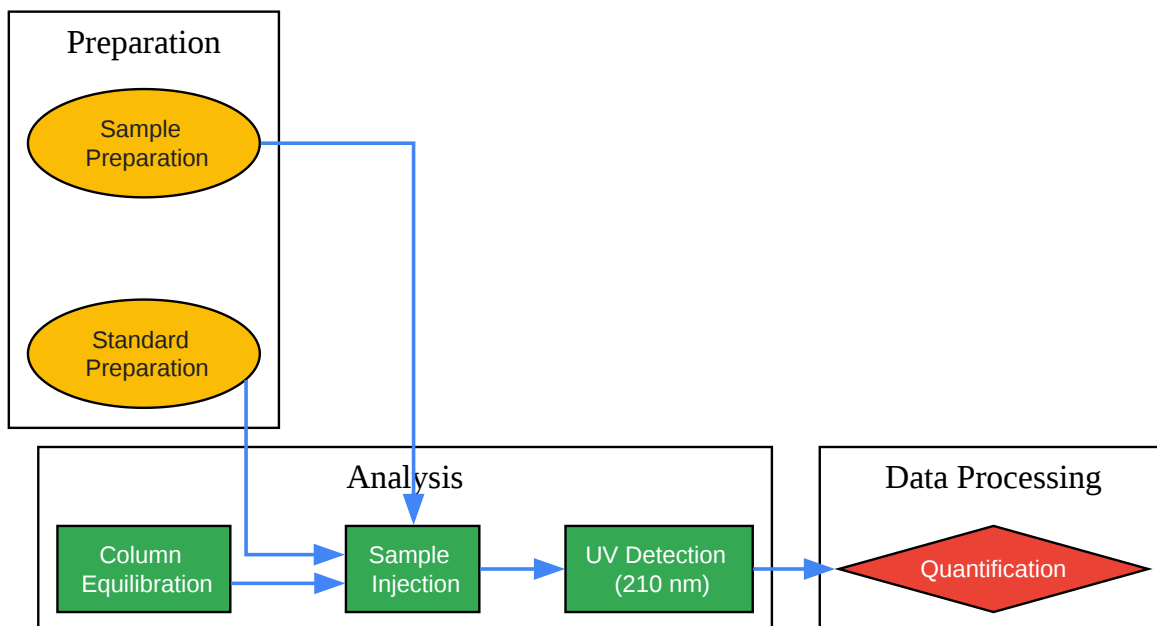 Preparation
Sample
Preparation
Standard
Preparation
Analysis
Column
Equilibration
Sample
Injection
UV Detection
(210 nm)
Data Processing
Quantification